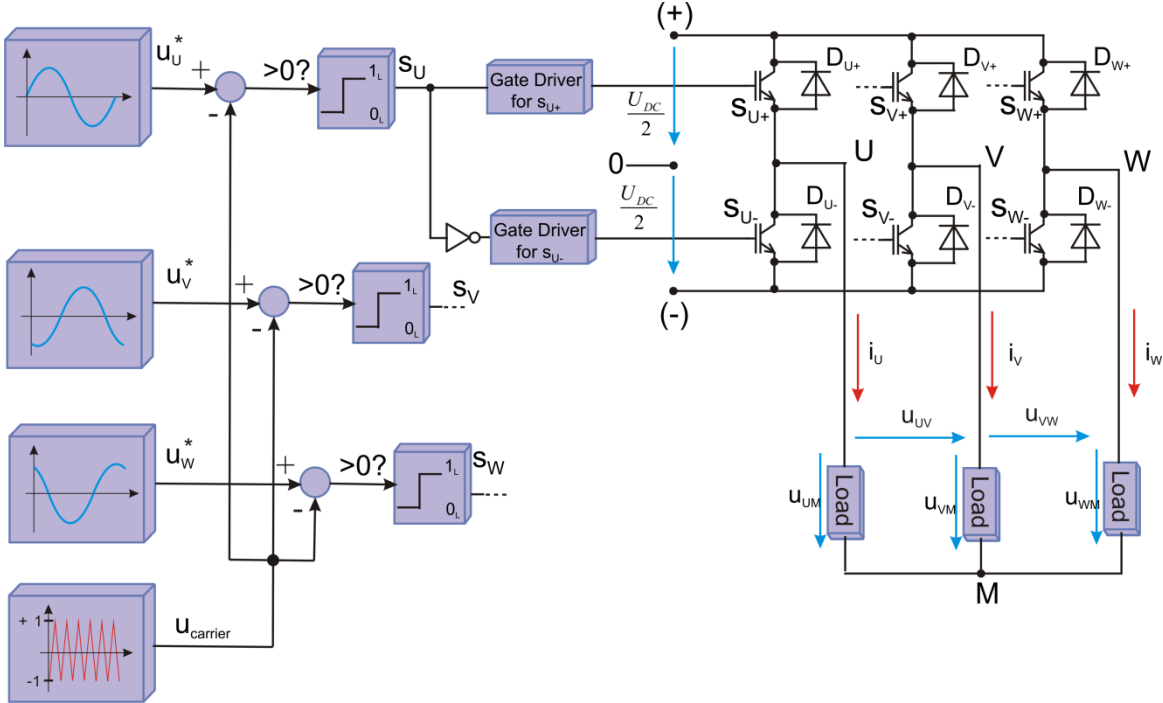 u*U
+
-
>0?
1L
0L
sU
Gate Driver
for sU+
Gate Driver
for sU-
u*V
+
-
>0?
1L
0L
sV
u*W
+
-
>0?
1L
0L
sW
+ 1
-1
ucarrier
(+)
UDC
2
0
UDC
2
(-)
SU+
DU+
SV+
DV+
SW+
DW+
U
V
W
SU-
DU-
SV-
DV-
SW-
DW-
iU
iV
iW
uUV
uVW
uUM
Load
uVM
Load
uWM
Load
M